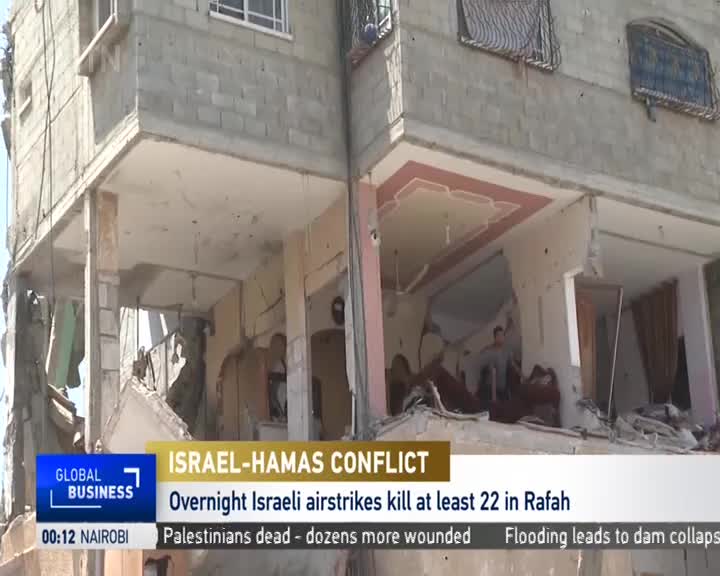 ISRAEL-HAMAS CONFLICT
GLOBAL
BUSINESS
Overnight Israeli airstrikes kill at least 22 in Rafah
00:12 NAIROBI
Palestinians dead - dozens more wounded Flooding leads to dam collaps